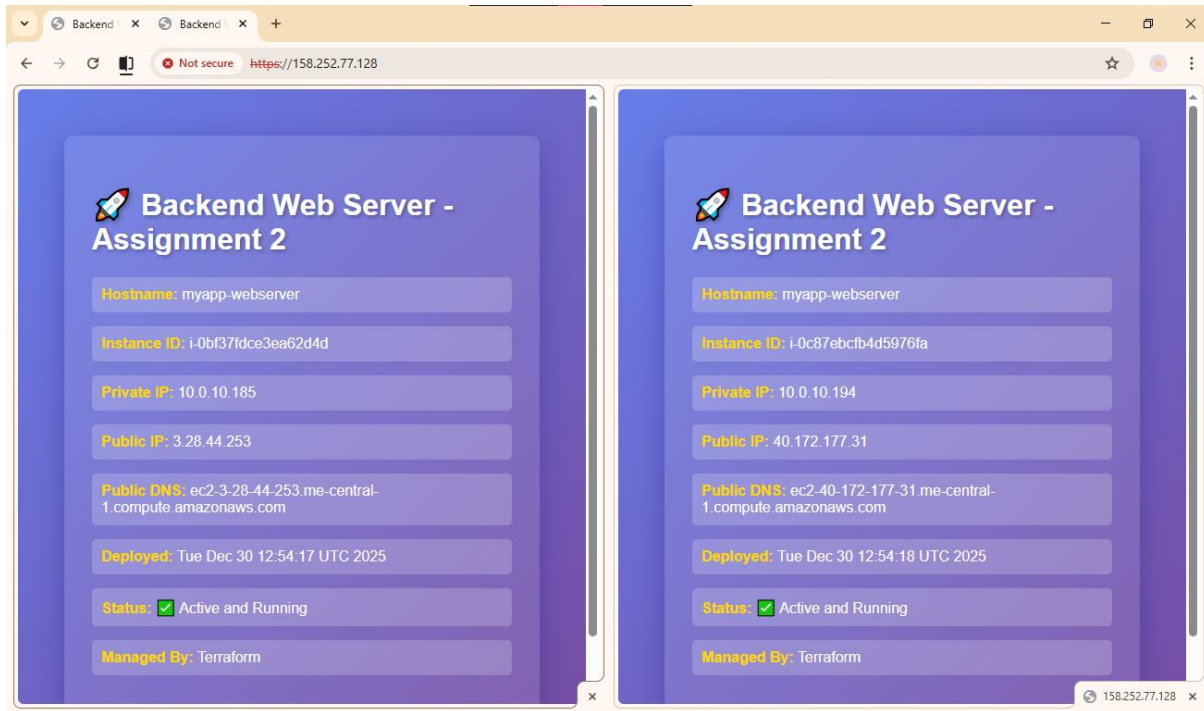 Backend
Backend
Not secure https://158.252.77.128
🚀 Backend Web Server -
Assignment 2
Hostname: myapp-webserver
Instance ID: i-0bf37fdce3ea62d4d
Private IP: 10.0.10.185
Public IP: 3.28.44.253
Public DNS: ec2-3-28-44-253.me-central-
1.compute.amazonaws.com
Deployed: Tue Dec 30 12:54:17 UTC 2025
Status: ✅ Active and Running
Managed By: Terraform
🚀 Backend Web Server -
Assignment 2
Hostname: myapp-webserver
Instance ID: i-0c87ebcfb4d5976fa
Private IP: 10.0.10.194
Public IP: 40.172.177.31
Public DNS: ec2-40-172-177-31.me-central-
1.compute.amazonaws.com
Deployed: Tue Dec 30 12:54:18 UTC 2025
Status: ✅ Active and Running
Managed By: Terraform
158.252.77.128